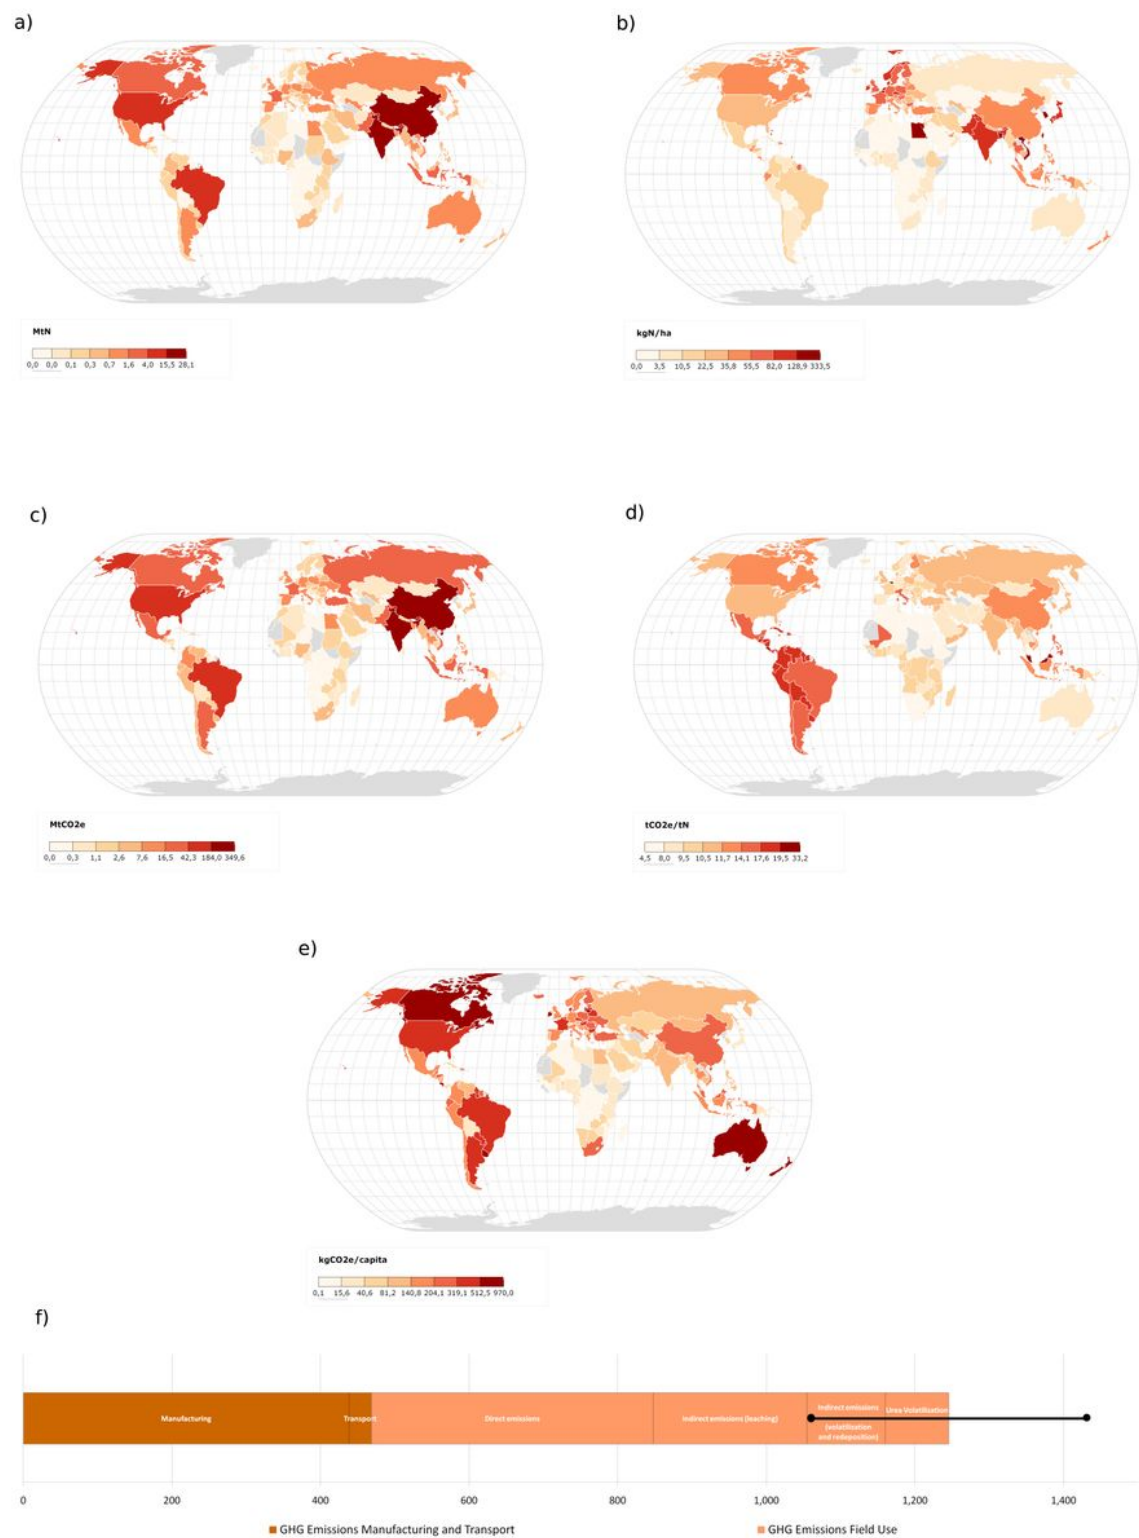 a)
b)
MtN
0,0 0,0 0,1 0,3 0,7 1,6 4,0 15,5 28,1
kgN/ha
0,0 3,5 10,5 22,5 35,8 55,5 82,0 128,9 333,5
c)
d)
MtCO2e
0,0 0,3 1,1 2,6 7,6 16,5 42,3 184,0 349,6
tCO2e/tN
4,5 8,0 9,5 10,5 11,7 14,1 17,6 19,5 33,2
e)
kgCO2e/capita
0,1 15,6 40,6 81,2 140,8 204,1 319,1 512,5 970,0
f)
Manufacturing
Transport
Direct emissions
Indirect emissions (leaching)
Indirect emissions
(volatilisation
and redeposition)
Urea Volatilisation
0 200 400 600 800 1,000 1,200 1,400
GHG Emissions Manufacturing and Transport
GHG Emissions Field Use